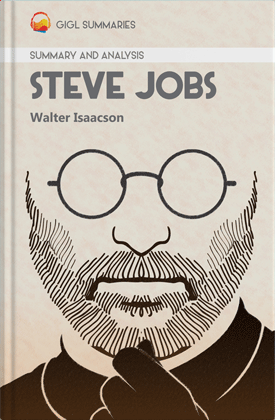 GIGL SUMMARIES
SUMMARY AND ANALYSIS
STEVE JOBS
Walter Isaacson